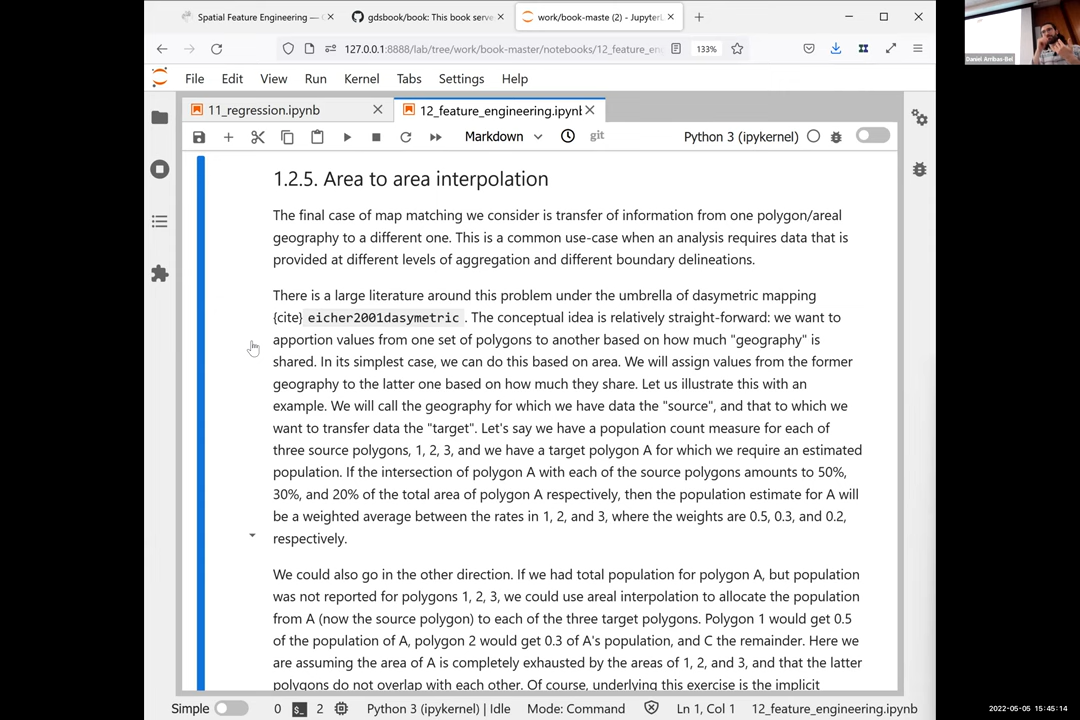 Spatial Feature Engineering — 
gdsbook/book: This book serve
work/book-maste (2) - JupyterL
Daniel Arribas-Bel
127.0.0.1:8888/lab/tree/work/book-master/notebooks/12_feature_en
133%
File Edit View Run Kernel Tabs Settings Help
11_regression.ipynb
12_feature_engineering.ipynb
Markdown
git
Python 3 (ipykernel)
1.2.5. Area to area interpolation
The final case of map matching we consider is transfer of information from one polygon/areal
geography to a different one. This is a common use-case when an analysis requires data that is
provided at different levels of aggregation and different boundary delineations.
There is a large literature around this problem under the umbrella of dasymetric mapping
{cite} eicher2001dasymetric . The conceptual idea is relatively straight-forward: we want to
apportion values from one set of polygons to another based on how much "geography" is
shared. In its simplest case, we can do this based on area. We will assign values from the former
geography to the latter one based on how much they share. Let us illustrate this with an
example. We will call the geography for which we have data the "source", and that to which we
want to transfer data the "target". Let's say we have a population count measure for each of
three source polygons, 1, 2, 3, and we have a target polygon A for which we require an estimated
population. If the intersection of polygon A with each of the source polygons amounts to 50%,
30%, and 20% of the total area of polygon A respectively, then the population estimate for A will
be a weighted average between the rates in 1, 2, and 3, where the weights are 0.5, 0.3, and 0.2,
respectively.
We could also go in the other direction. If we had total population for polygon A, but population
was not reported for polygons 1, 2, 3, we could use areal interpolation to allocate the population
from A (now the source polygon) to each of the three target polygons. Polygon 1 would get 0.5
of the population of A, polygon 2 would get 0.3 of A's population, and C the remainder. Here we
are assuming the area of A is completely exhausted by the areas of 1, 2, and 3, and that the latter
polygons do not overlap with each other. Of course, underlying this exercise is the implicit
Simple 0 2 Python 3 (ipykernel) | Idle Mode: Command Ln 1, Col 1 12_feature_engineering.ipynb
2022-05-05 15:45:14